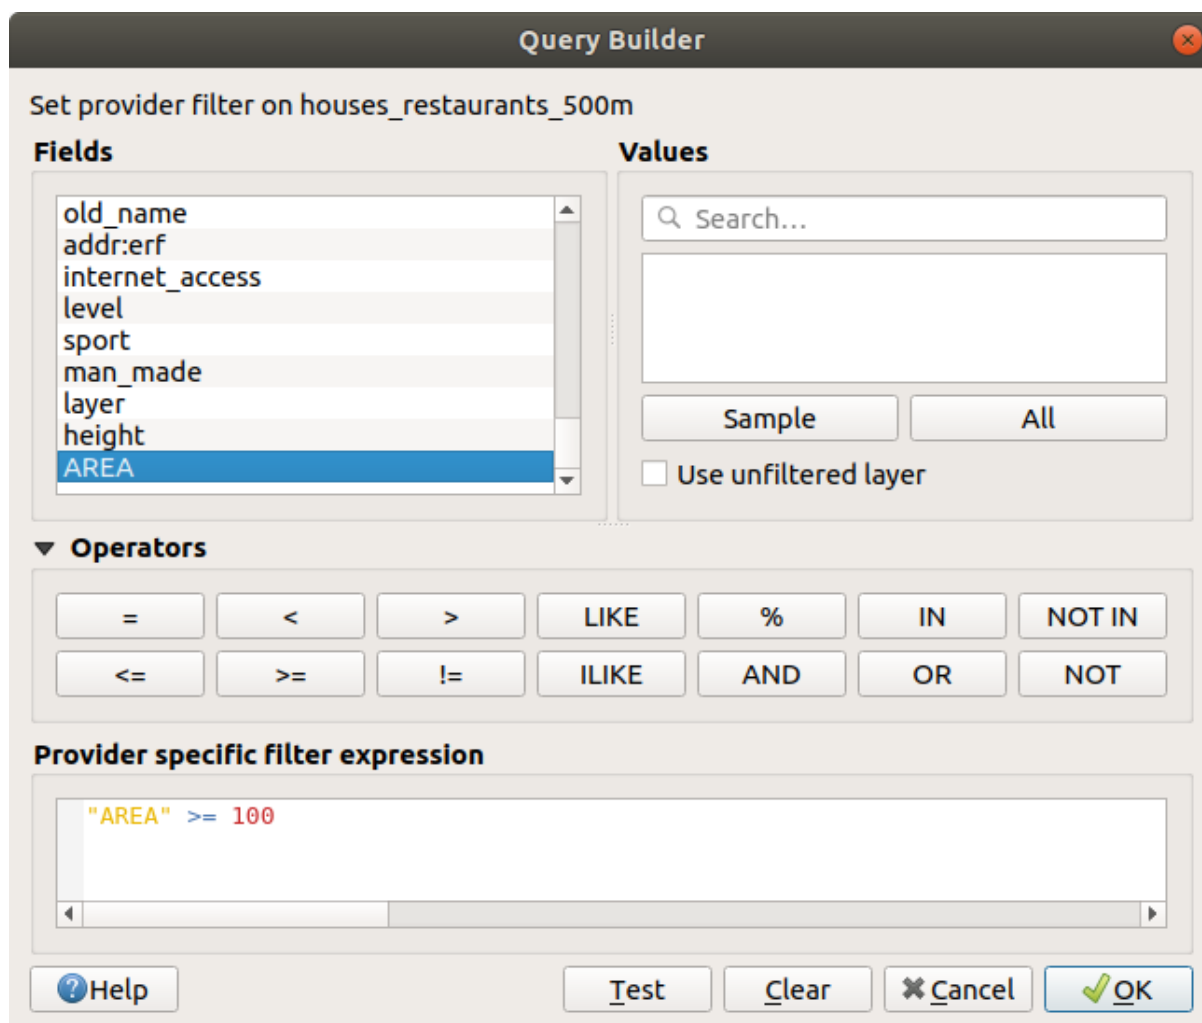 Query Builder
Set provider filter on houses_restaurants_500m
Fields
old_name
addr:erf
internet_access
level
sport
man_made
layer
height
AREA
Values
Search...
Sample All
Use unfiltered layer
Operators
= < > LIKE % IN NOT IN
<= >= != ILIKE AND OR NOT
Provider specific filter expression
"AREA" >= 100
Help Test Clear Cancel OK